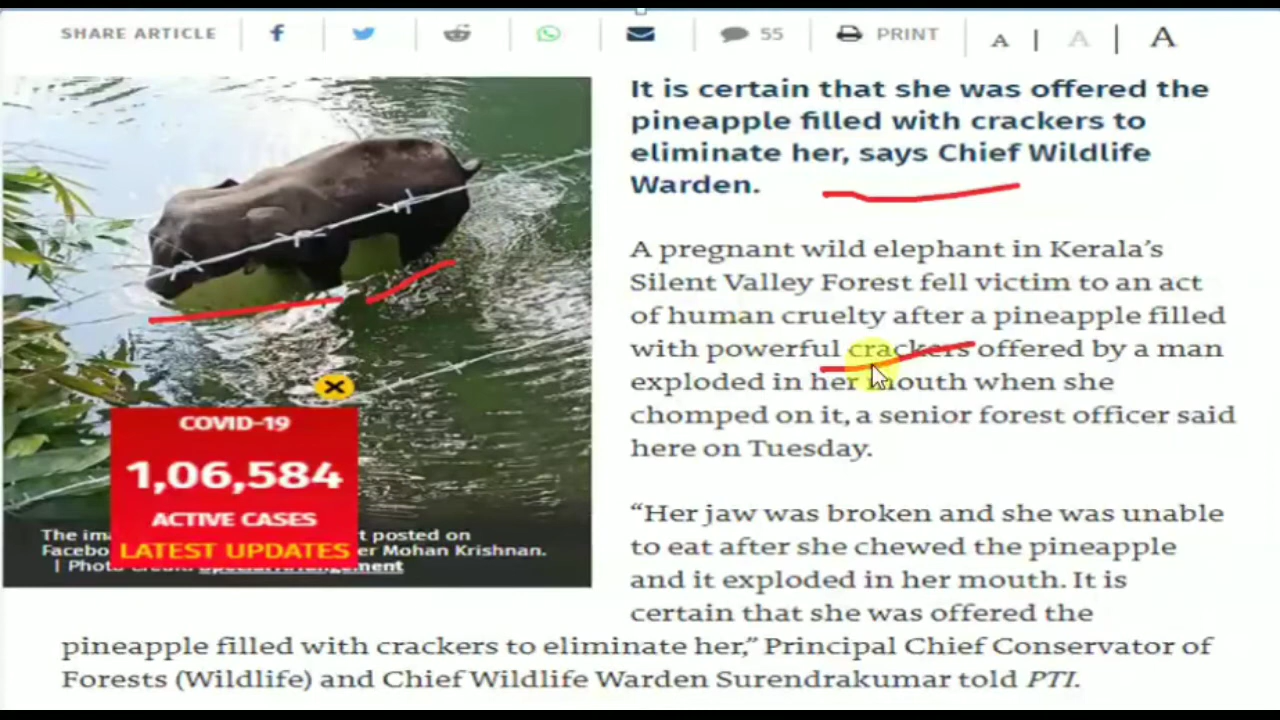 SHARE ARTICLE
55
PRINT
A | A | A
It is certain that she was offered the
pineapple filled with crackers to
eliminate her, says Chief Wildlife
Warden.
A pregnant wild elephant in Kerala's
Silent Valley Forest fell victim to an act
of human cruelty after a pineapple filled
with powerful crackers offered by a man
exploded in her mouth when she
chomped on it, a senior forest officer said
here on Tuesday.
COVID-19
1,06,584
ACTIVE CASES
LATEST UPDATES
The posted on
Mohan Krishnan.
| Special Arrangement
“Her jaw was broken and she was unable
to eat after she chewed the pineapple
and it exploded in her mouth. It is
certain that she was offered the
pineapple filled with crackers to eliminate her,” Principal Chief Conservator of
Forests (Wildlife) and Chief Wildlife Warden Surendrakumar told PTI.